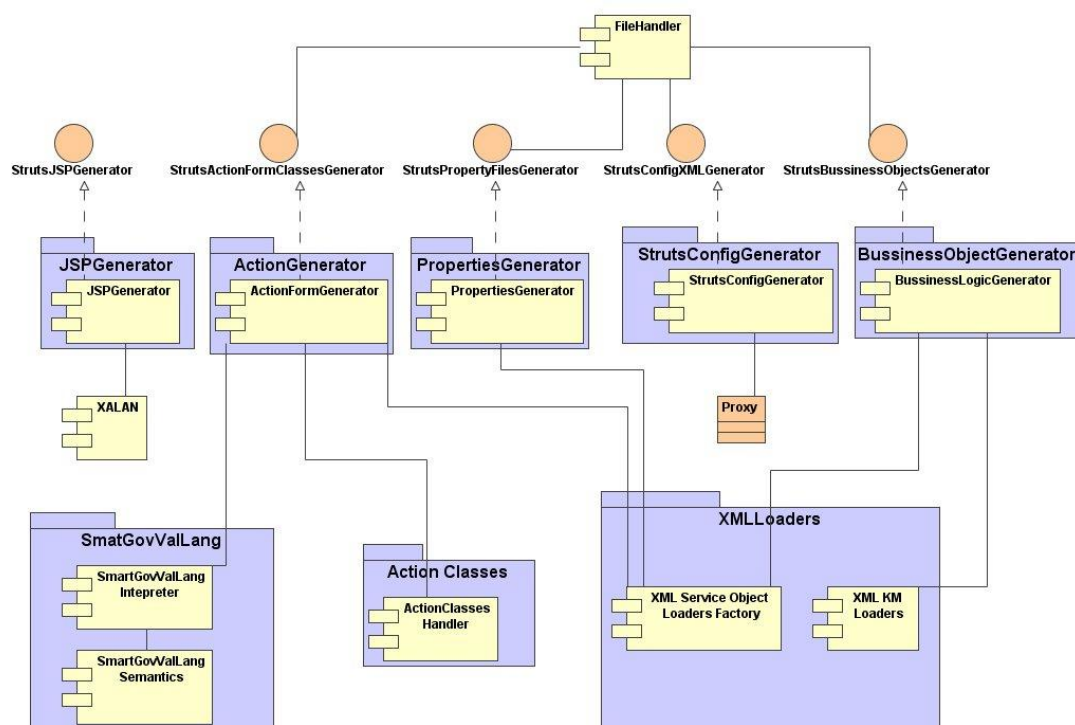 FileHandler
StrutsJSPGenerator
StrutsActionFormClassesGenerator
StrutsPropertyFilesGenerator
StrutsConfigXMLGenerator
StrutsBussinessObjectsGenerator
JSPGenerator
ActionGenerator
PropertiesGenerator
StrutsConfigGenerator
BussinessObjectGenerator
JSPGenerator
ActionFormGenerator
PropertiesGenerator
StrutsConfigGenerator
BussinessLogicGenerator
XALAN
Proxy
SmatGovValLang
Action Classes
XMLLoaders
SmartGovValLang
Intepreter
ActionClasses
Handler
XML Service Object
Loaders Factory
XML KM
Loaders
SmartGovValLang
Semantics